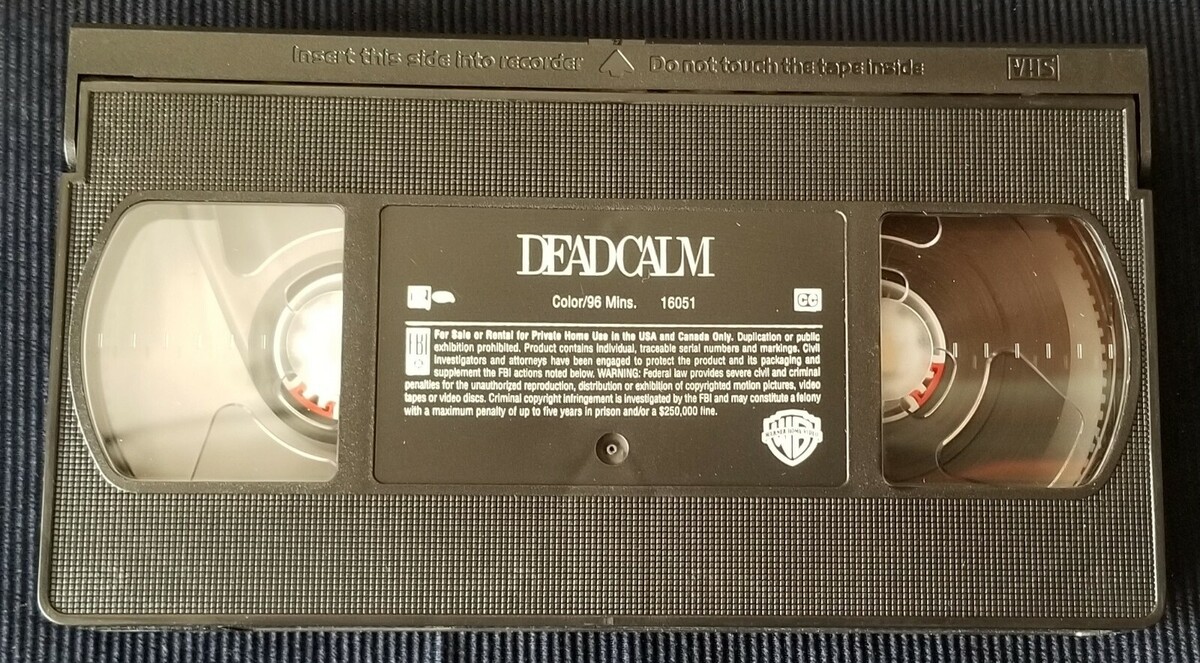 Insert this side into recorder Do not touch the tape inside VHS
DEAD CALM
Color/96 Mins. 16051
CC
FBI
For Sale or Rental for Private Home Use in the USA and Canada Only. Duplication or public
exhibition prohibited. Product contains individual, traceable serial numbers and markings. Civil
investigators and attorneys have been engaged to protect the product and its packaging and
supplement the FBI actions noted below. WARNING: Federal law provides severe civil and criminal
penalties for the unauthorized reproduction, distribution or exhibition of copyrighted motion pictures, video
tapes or video discs. Criminal copyright infringement is investigated by the FBI and may constitute a felony
with a maximum penalty of up to five years in prison and/or a $250,000 fine.
WB
WARNER HOME VIDEO